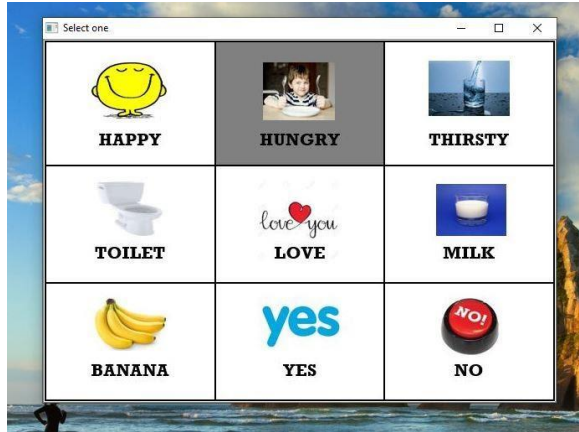 Select one
HAPPY
HUNGRY
THIRSTY
TOILET
love you
LOVE
MILK
BANANA
yes
YES
NO!
NO